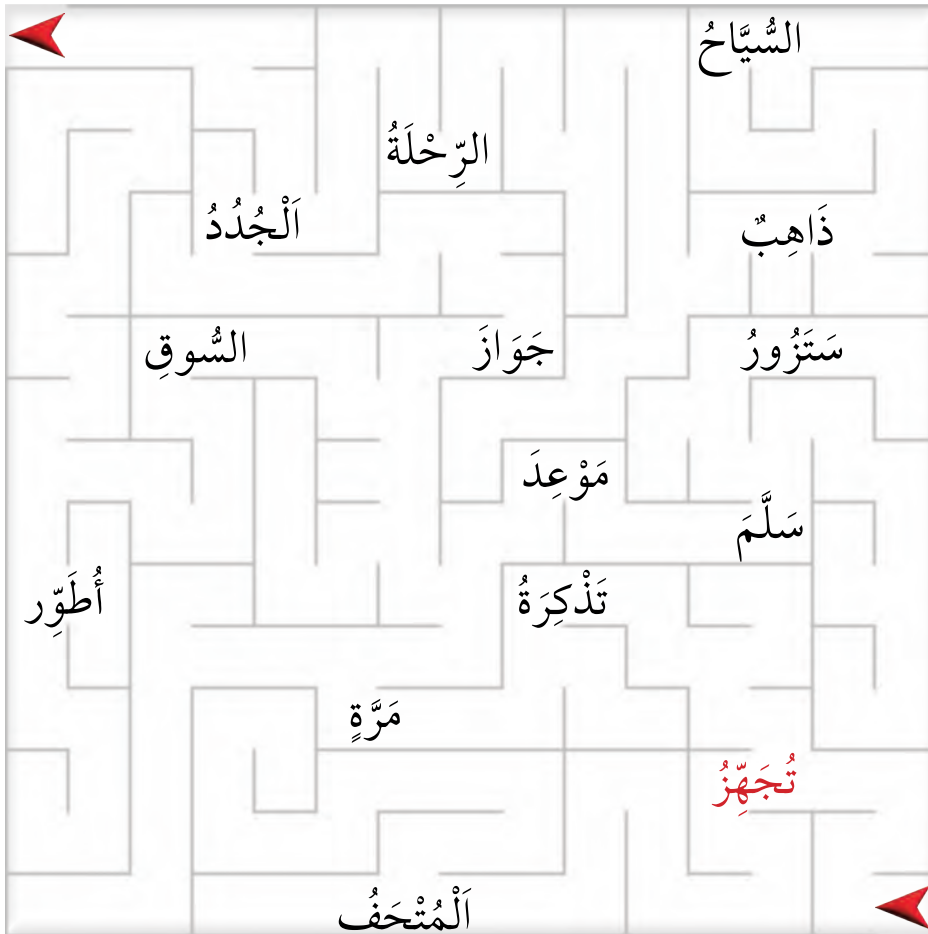 السُّيَّاحُ
الرِّحْلَةُ
اَلْجُدُدُ
ذَاهِبٌ
السُّوقِ
جَوَازَ
سَتَزُورُ
مَوْعِدَ
سَلَّمَ
أُطَوِّر
تَذْكِرَةُ
مَرَّةٍ
تُجَهِّزُ
اَلْمُتْحَفُ